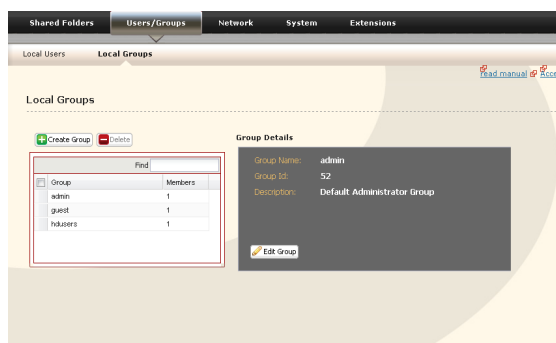 Shared Folders Users/Groups Network System Extensions
Local Users Local Groups
read manual Acce
Local Groups
Create Group Delete
Group Details
Find
Group Members
admin 1
guest 1
hdusers 1
Group Name: admin
Group Id: 52
Description: Default Administrator Group
Edit Group